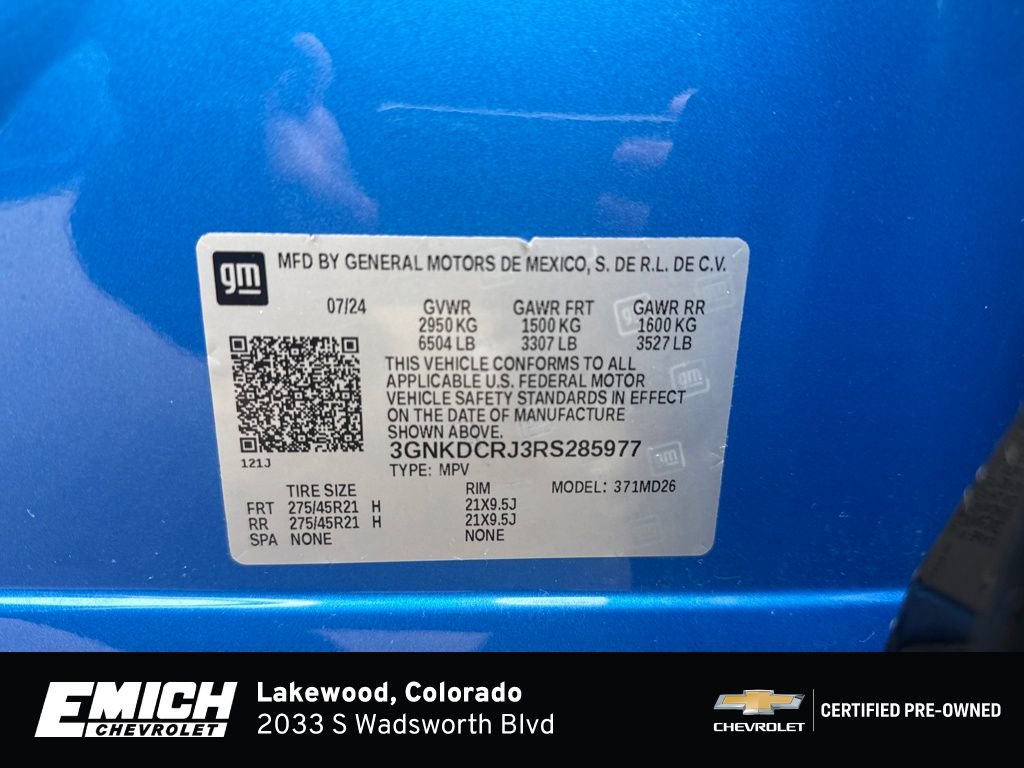 gm
MFD BY GENERAL MOTORS DE MEXICO, S. DE R.L. DE C.V.
07/24 GVWR GAWR FRT GAWR RR
2950 KG 1500 KG 1600 KG
6504 LB 3307 LB 3527 LB
THIS VEHICLE CONFORMS TO ALL
APPLICABLE U.S. FEDERAL MOTOR
VEHICLE SAFETY STANDARDS IN EFFECT
ON THE DATE OF MANUFACTURE
SHOWN ABOVE.
3GNKDCRJ3RS285977
121J
TYPE: MPV
TIRE SIZE RIM MODEL: 371MD26
FRT 275/45R21 H 21X9.5J
RR 275/45R21 H 21X9.5J
SPA NONE NONE
EMICH
CHEVROLET
Lakewood, Colorado
2033 S Wadsworth Blvd
CHEVROLET
CERTIFIED PRE-OWNED